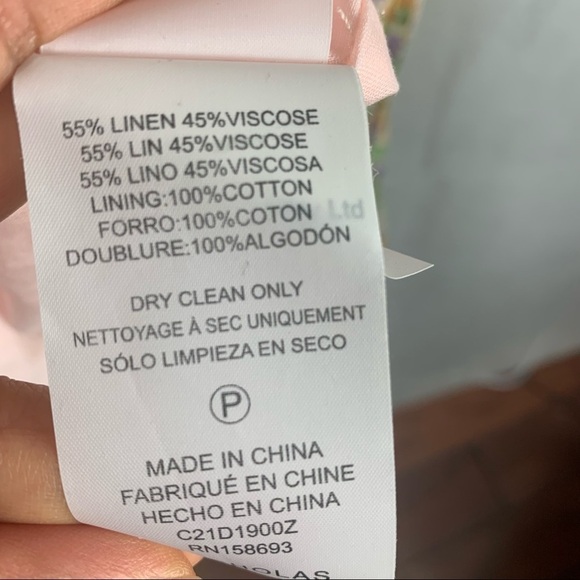 55% LINEN 45%VISCOSE
55% LIN 45%VISCOSE
55% LINO 45%VISCOSA
LINING:100%COTTON
FORRO:100%COTON
Ltd
DOUBLURE:100%ALGODÓN
DRY CLEAN ONLY
NETTOYAGE À SEC UNIQUEMENT
SÓLO LIMPIEZA EN SECO
P
MADE IN CHINA
FABRIQUÉ EN CHINE
HECHO EN CHINA
C21D1900Z
RN158693